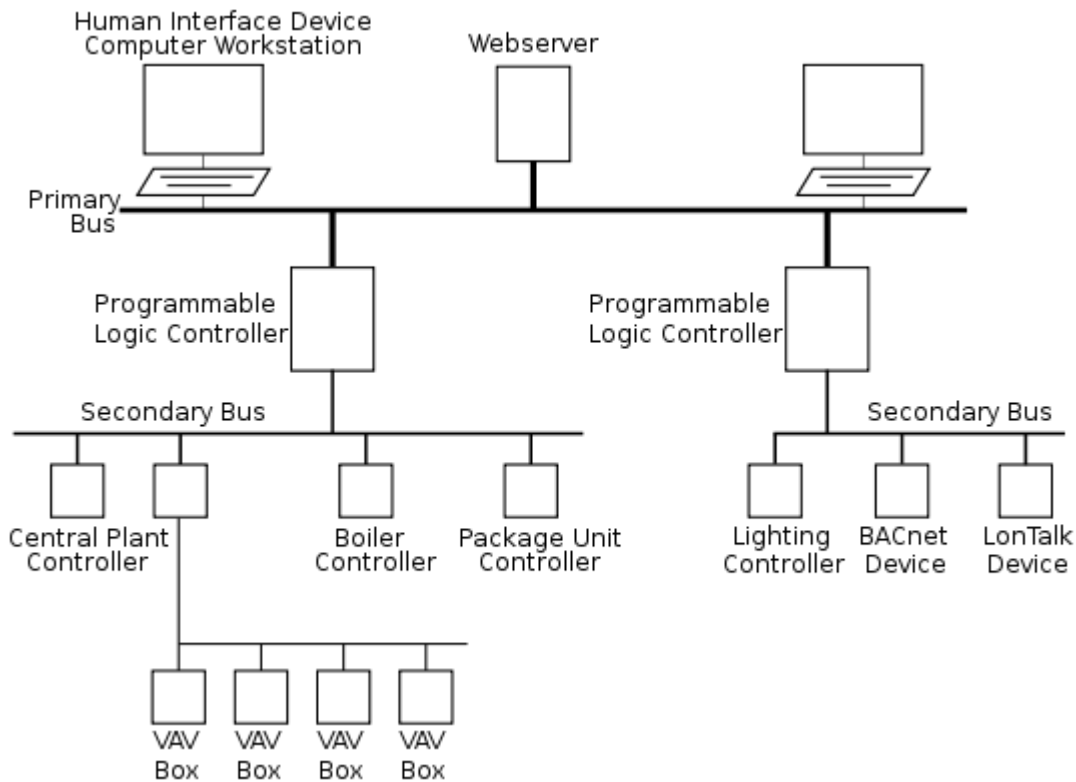 Human Interface Device
Computer Workstation
Webserver
Primary
Bus
Programmable
Logic Controller
Programmable
Logic Controller
Secondary Bus
Secondary Bus
Central Plant
Controller
Boiler
Controller
Package Unit
Controller
Lighting
Controller
BACnet
Device
LonTalk
Device
VAV
Box
VAV
Box
VAV
Box
VAV
Box